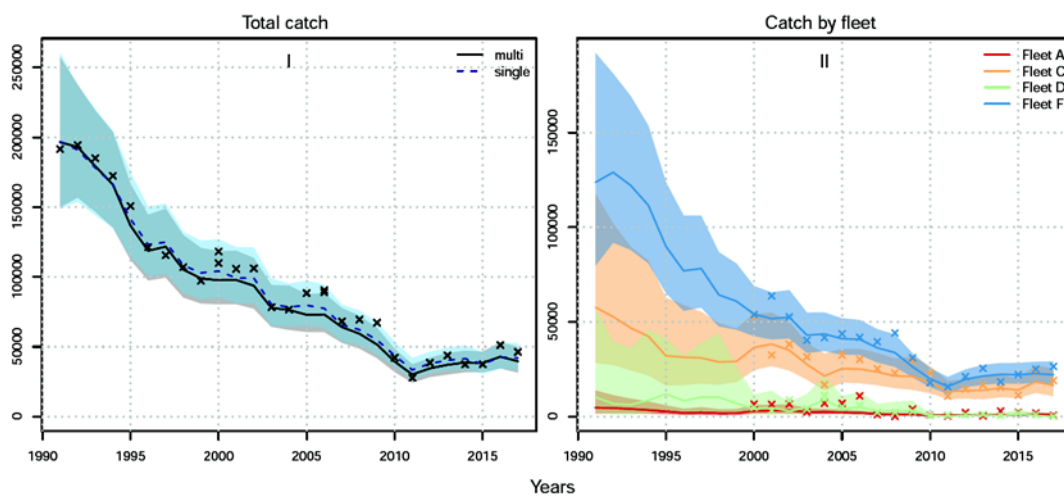 Total catch
Catch by fleet
I
multi
single
II
Fleet A
Fleet C
Fleet D
Fleet F
250000
200000
150000
100000
50000
0
150000
100000
50000
0
1990 1995 2000 2005 2010 2015
1990 1995 2000 2005 2010 2015
Years